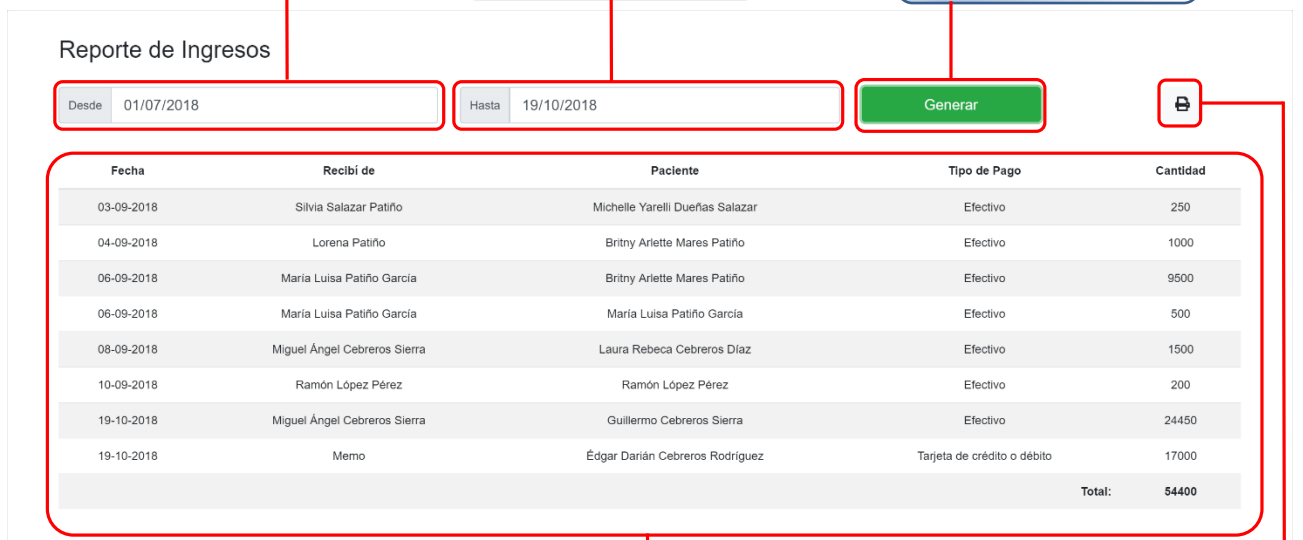 Reporte de Ingresos
Desde 01/07/2018 Hasta 19/10/2018 Generar
Fecha Recibí de Paciente Tipo de Pago Cantidad
03-09-2018 Silvia Salazar Patiño Michelle Yarelli Dueñas Salazar Efectivo 250
04-09-2018 Lorena Patiño Britny Arlette Mares Patiño Efectivo 1000
06-09-2018 María Luisa Patiño García Britny Arlette Mares Patiño Efectivo 9500
06-09-2018 María Luisa Patiño García María Luisa Patiño García Efectivo 500
08-09-2018 Miguel Ángel Cebreros Sierra Laura Rebeca Cebreros Díaz Efectivo 1500
10-09-2018 Ramón López Pérez Ramón López Pérez Efectivo 200
19-10-2018 Miguel Ángel Cebreros Sierra Guillermo Cebreros Sierra Efectivo 24450
19-10-2018 Memo Édgar Darián Cebreros Rodríguez Tarjeta de crédito o débito 17000
Total: 54400